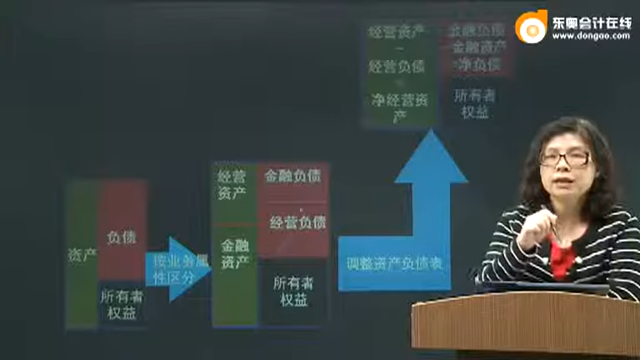 东奥会计在线
www.dongao.com
经营资产
－
经营负债
=
净经营资
产
金融负债
－
金融资产
=
净负债
所有者
权益
经营
资产
金融负债
经营负债
金融
资产
所有者
权益
资产
负债
所有者
权益
按业务属
性区分
调整资产负债表